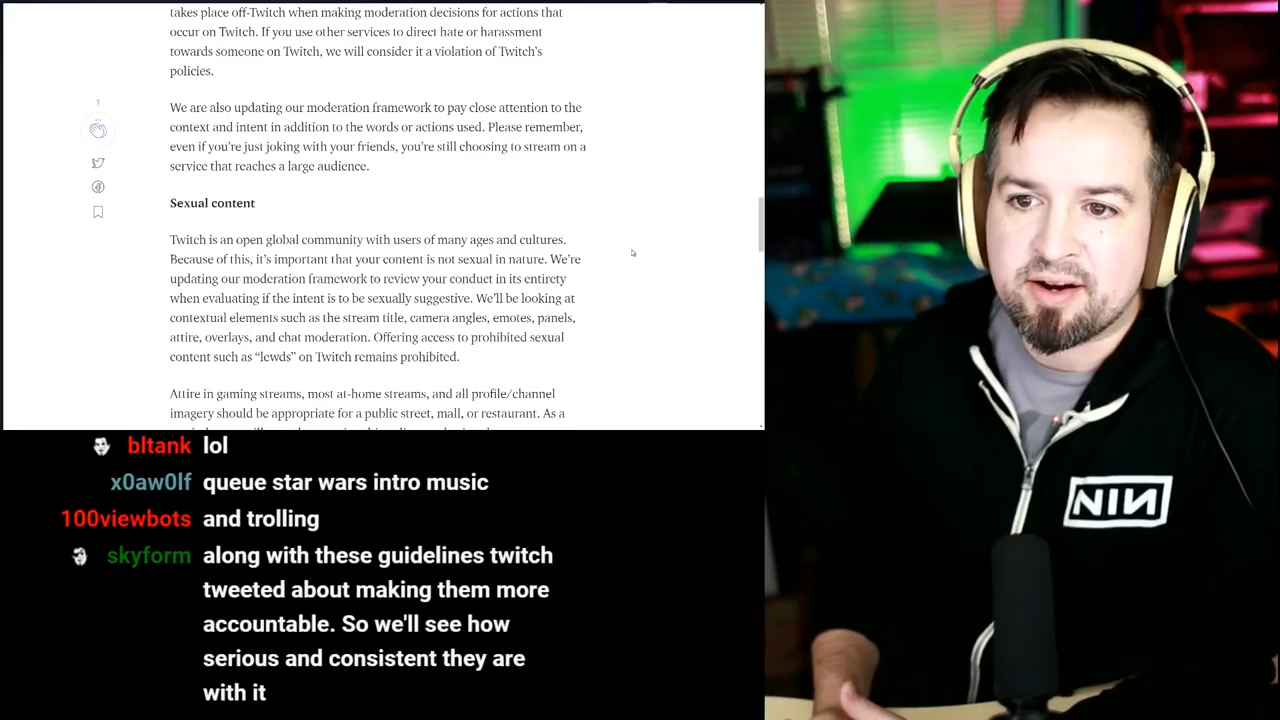 takes place off-Twitch when making moderation decisions for actions that
occur on Twitch. If you use other services to direct hate or harassment
towards someone on Twitch, we will consider it a violation of Twitch's
policies.
We are also updating our moderation framework to pay close attention to the
context and intent in addition to the words or actions used. Please remember,
even if you're just joking with your friends, you're still choosing to stream on a
service that reaches a large audience.
1
Sexual content
Twitch is an open global community with users of many ages and cultures.
Because of this, it's important that your content is not sexual in nature. We're
updating our moderation framework to review your conduct in its entirety
when evaluating if the intent is to be sexually suggestive. We'll be looking at
contextual elements such as the stream title, camera angles, emotes, panels,
attire, overlays, and chat moderation. Offering access to prohibited sexual
content such as "lewds" on Twitch remains prohibited.
Attire in gaming streams, most at-home streams, and all profile/channel
imagery should be appropriate for a public street, mall, or restaurant. As a
bltank lol
x0aw0lf queue star wars intro music
100viewbots and trolling
skyform along with these guidelines twitch
tweeted about making them more
accountable. So we'll see how
serious and consistent they are
with it
NIN